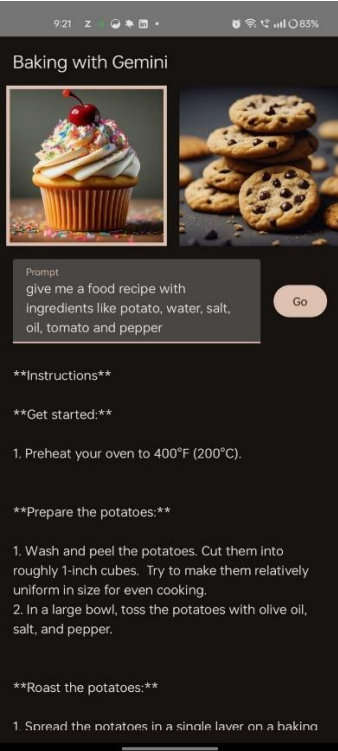 9:21 Z
83%
Baking with Gemini
Prompt
give me a food recipe with
ingredients like potato, water, salt,
oil, tomato and pepper
Go
**Instructions**
**Get started:**
1. Preheat your oven to 400°F (200°C).
**Prepare the potatoes:**
1. Wash and peel the potatoes. Cut them into
roughly 1-inch cubes.  Try to make them relatively
uniform in size for even cooking.
2. In a large bowl, toss the potatoes with olive oil,
salt, and pepper.
**Roast the potatoes:**
1. Spread the potatoes in a single layer on a baking